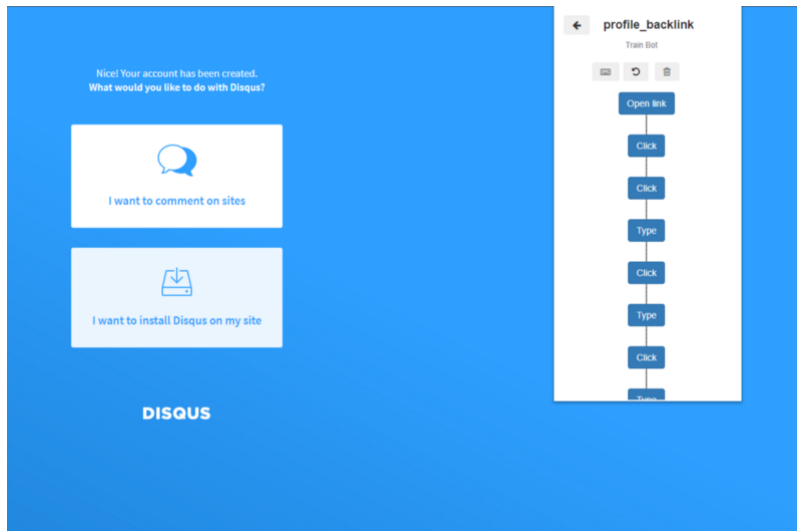 Nice! Your account has been created.
What would you like to do with Disqus?
I want to comment on sites
I want to install Disqus on my site
DISQUS
profile_backlink
Train Bot
Open link
Click
Click
Type
Click
Type
Click
Type